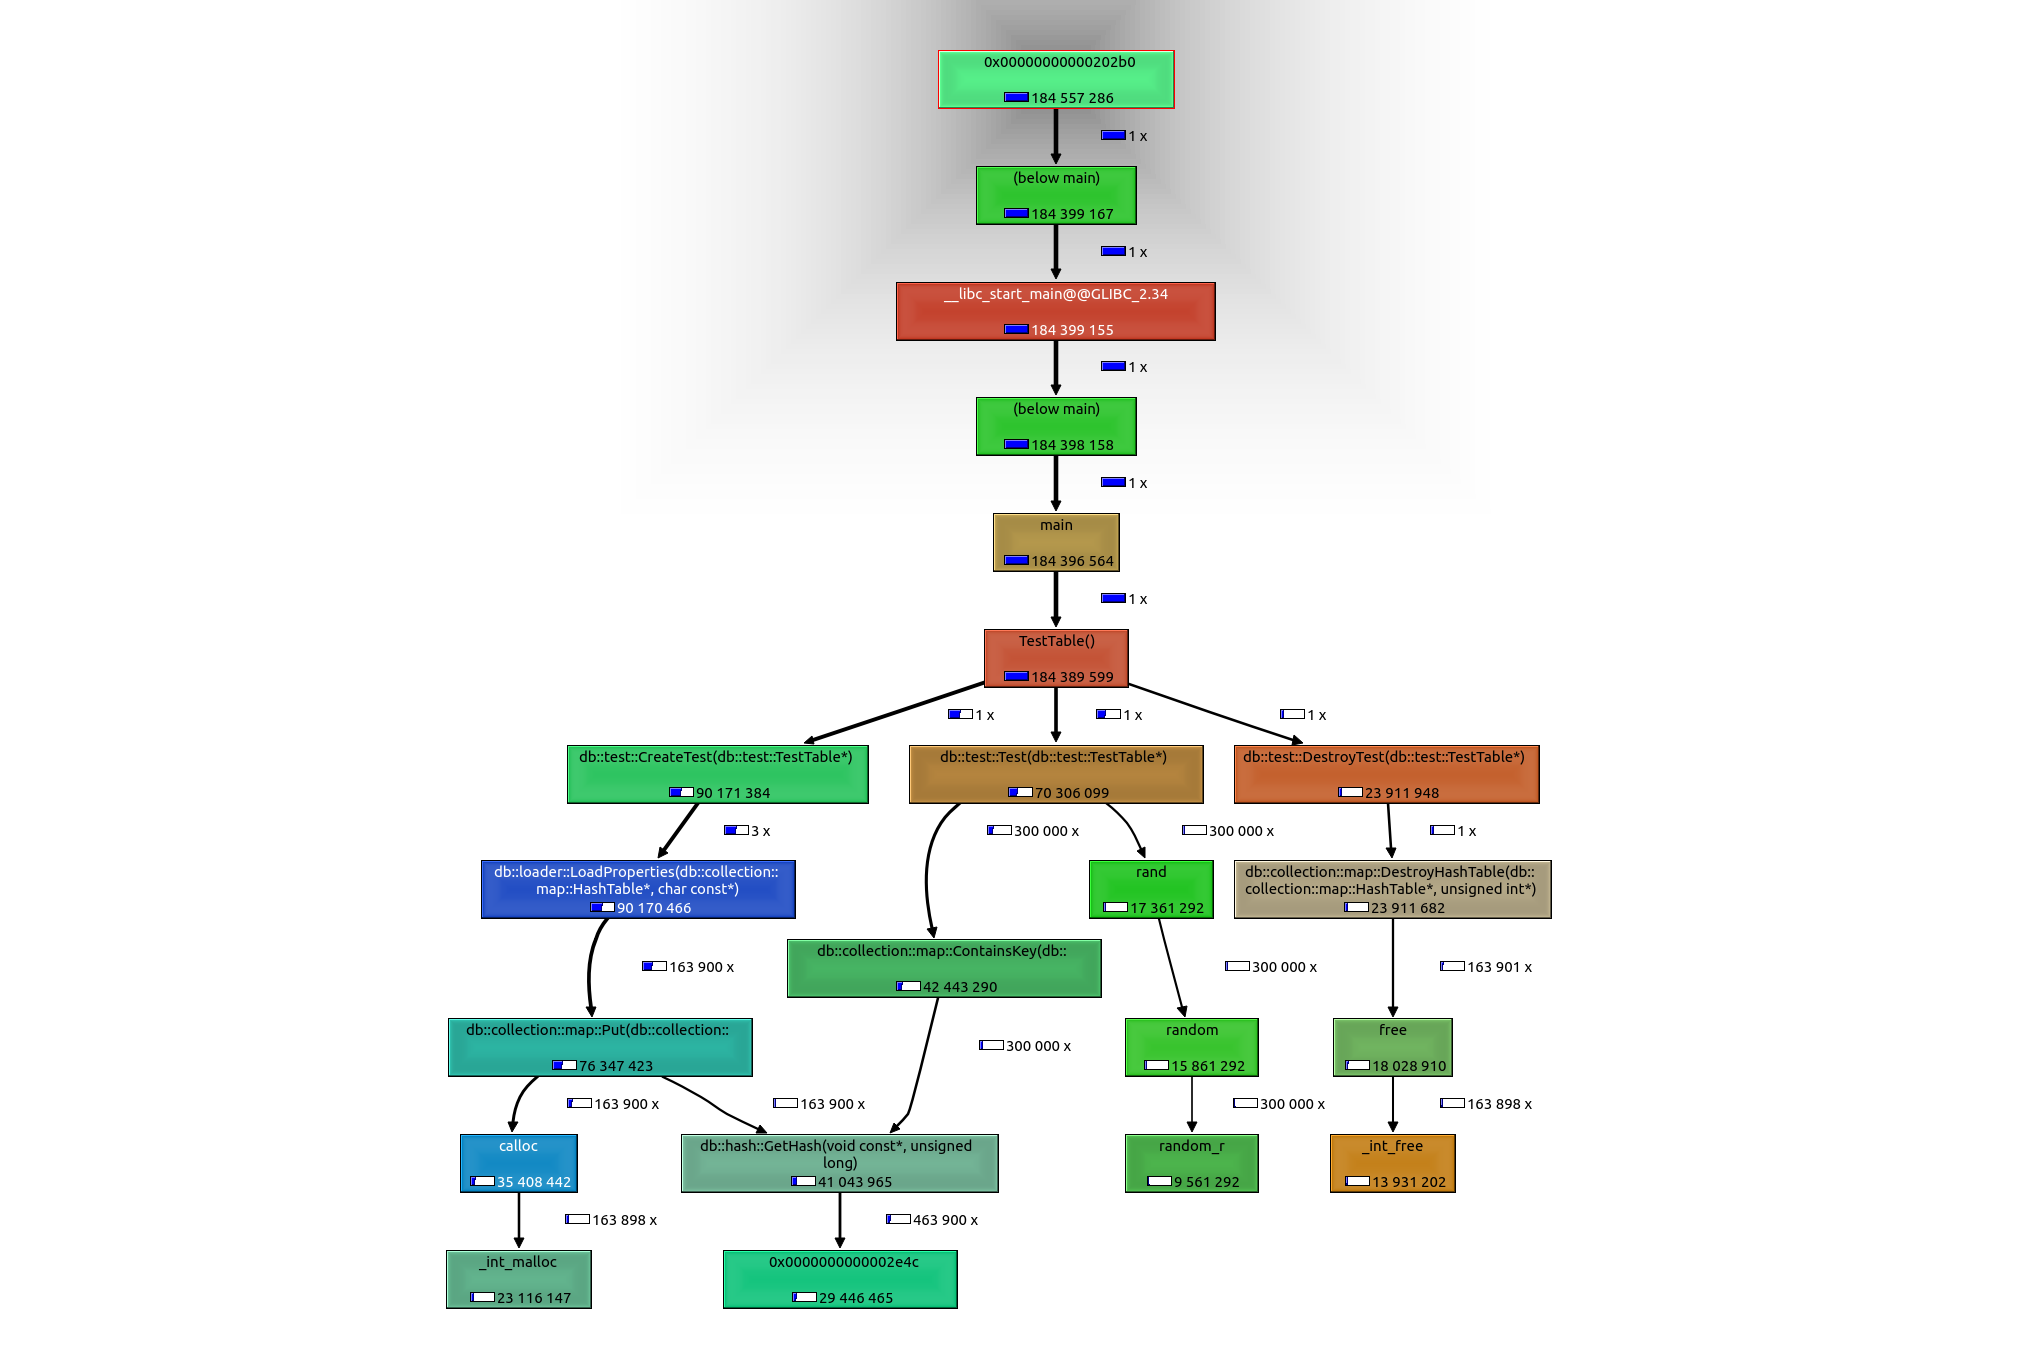 0x00000000000202b0
184 557 286
1 x
(below main)
184 399 167
1 x
__libc_start_main@@GLIBC_2.34
184 399 155
1 x
(below main)
184 398 158
1 x
main
184 396 564
1 x
TestTable()
184 389 599
1 x
1 x
1 x
db::test::CreateTest(db::test::TestTable*)
90 171 384
db::test::Test(db::test::TestTable*)
70 306 099
db::test::DestroyTest(db::test::TestTable*)
23 911 948
3 x
300 000 x
300 000 x
1 x
db::loader::LoadProperties(db::collection::
map::HashTable*, char const*)
90 170 466
rand
17 361 292
db::collection::map::DestroyHashTable(db::
collection::map::HashTable*, unsigned int*)
23 911 682
db::collection::map::ContainsKey(db::
42 443 290
163 900 x
300 000 x
163 901 x
db::collection::map::Put(db::collection::
76 347 423
300 000 x
random
15 861 292
free
18 028 910
163 900 x
163 900 x
300 000 x
163 898 x
calloc
35 408 442
db::hash::GetHash(void const*, unsigned
long)
41 043 965
random_r
9 561 292
_int_free
13 931 202
163 898 x
463 900 x
_int_malloc
23 116 147
0x0000000000002e4c
29 446 465